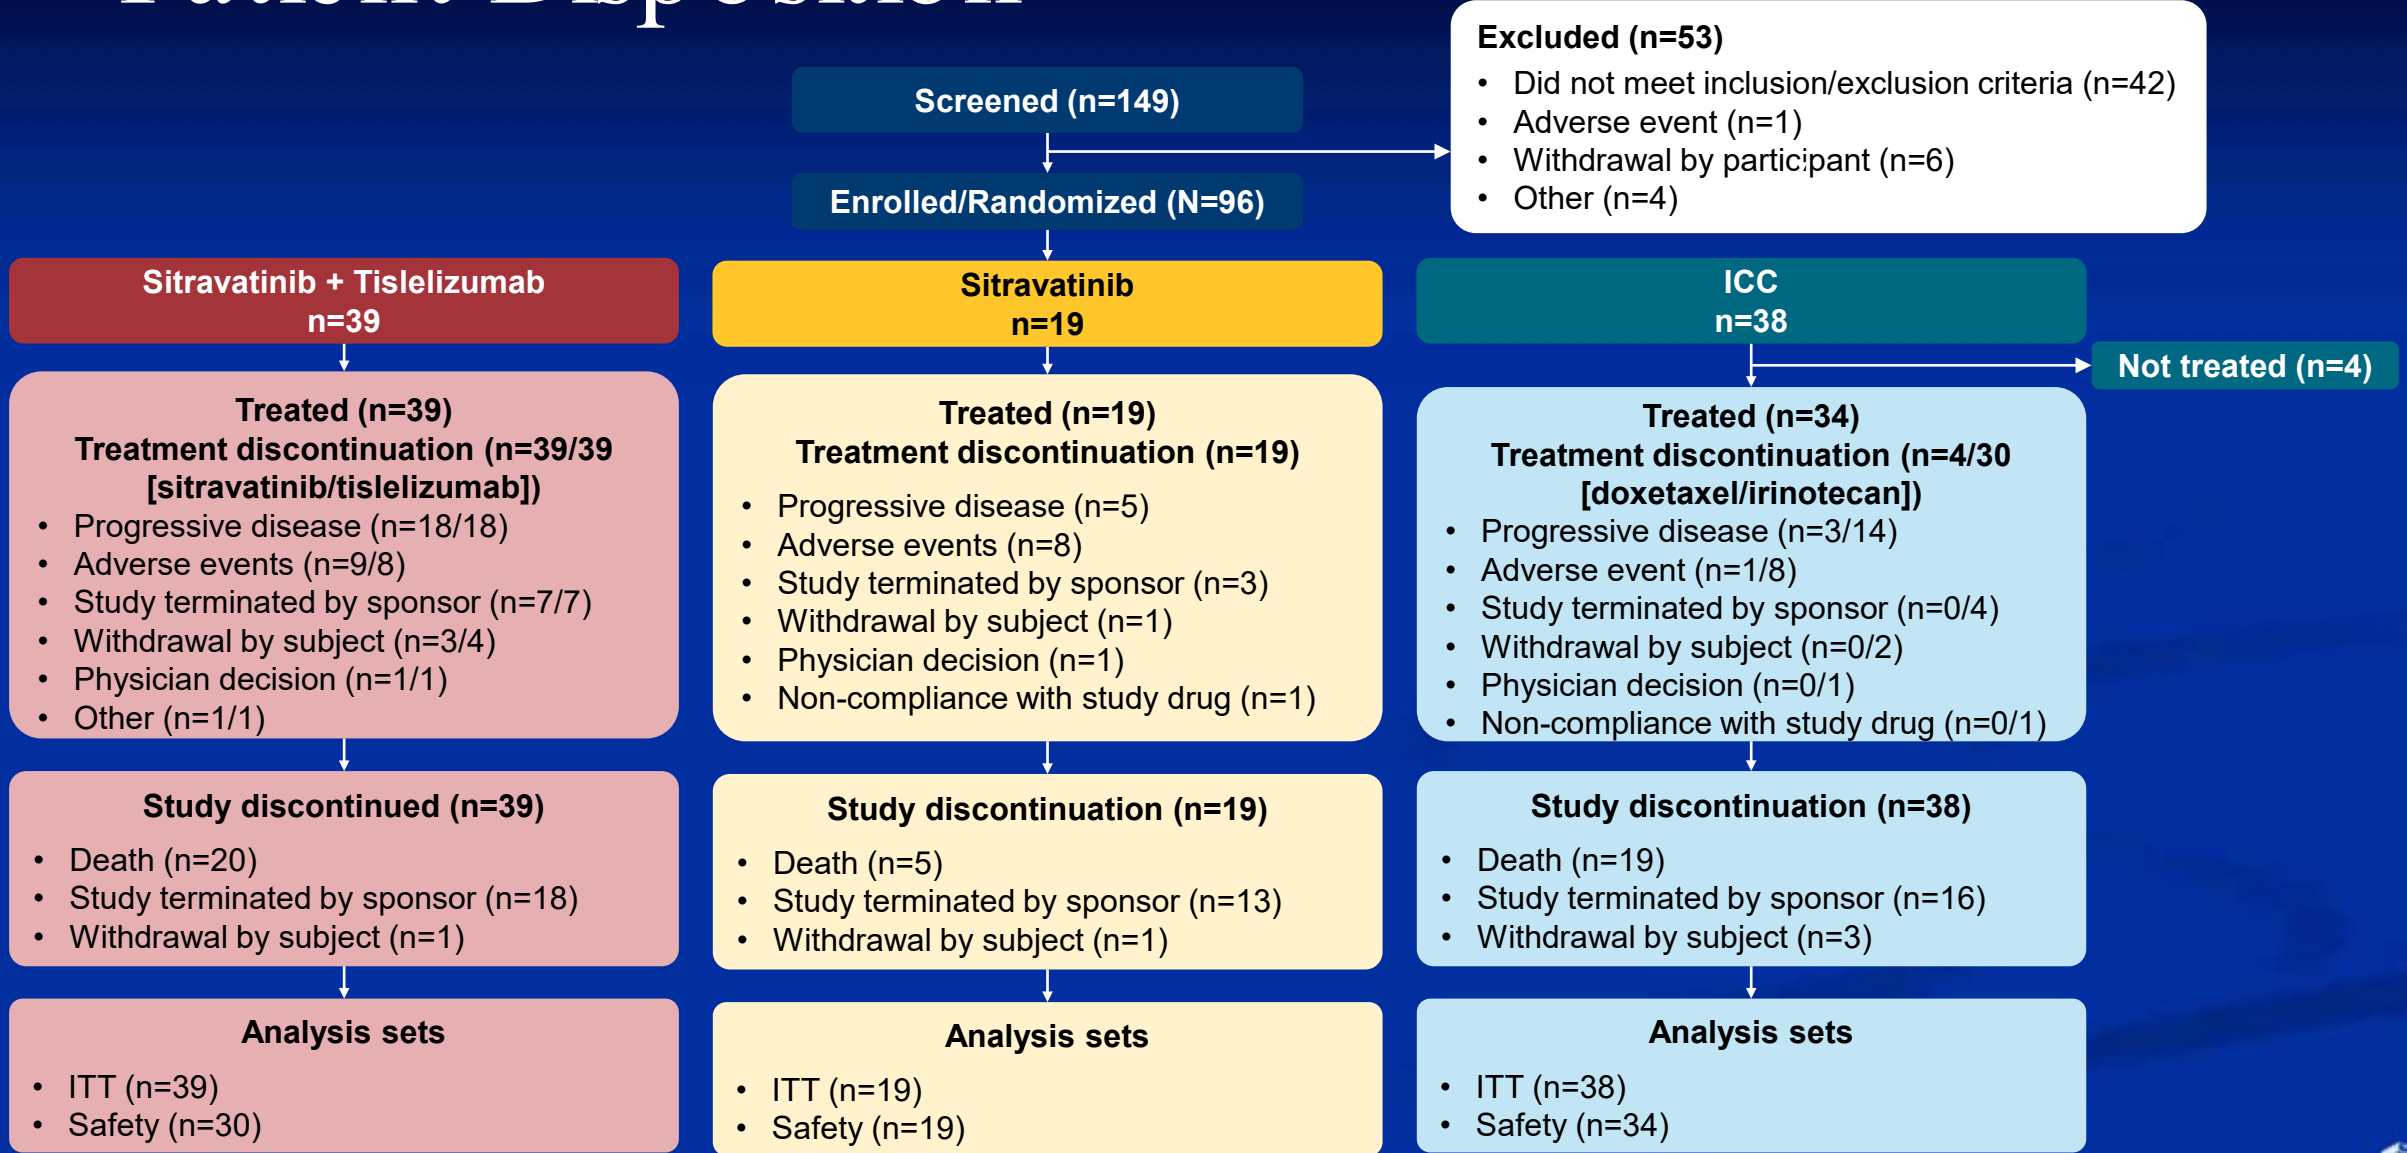 Patient Disposition
Excluded (n=53)
• Did not meet inclusion/exclusion criteria (n=42)
• Adverse event (n=1)
• Withdrawal by participant (n=6)
• Other (n=4)
Screened (n=149)
Enrolled/Randomized (N=96)
Sitravatinib + Tislelizumab
n=39
Treated (n=39)
Treatment discontinuation (n=39/39
[sitravatinib/tislelizumab])
• Progressive disease (n=18/18)
• Adverse events (n=9/8)
• Study terminated by sponsor (n=7/7)
• Withdrawal by subject (n=3/4)
• Physician decision (n=1/1)
• Other (n=1/1)
Study discontinued (n=39)
• Death (n=20)
• Study terminated by sponsor (n=18)
• Withdrawal by subject (n=1)
Analysis sets
• ITT (n=39)
• Safety (n=30)
Sitravatinib
n=19
Treated (n=19)
Treatment discontinuation (n=19)
• Progressive disease (n=5)
• Adverse events (n=8)
• Study terminated by sponsor (n=3)
• Withdrawal by subject (n=1)
• Physician decision (n=1)
• Non-compliance with study drug (n=1)
Study discontinuation (n=19)
• Death (n=5)
• Study terminated by sponsor (n=13)
• Withdrawal by subject (n=1)
Analysis sets
• ITT (n=19)
• Safety (n=19)
ICC
n=38
Not treated (n=4)
Treated (n=34)
Treatment discontinuation (n=4/30
[doxetaxel/irinotecan])
• Progressive disease (n=3/14)
• Adverse event (n=1/8)
• Study terminated by sponsor (n=0/4)
• Withdrawal by subject (n=0/2)
• Physician decision (n=0/1)
• Non-compliance with study drug (n=0/1)
Study discontinuation (n=38)
• Death (n=19)
• Study terminated by sponsor (n=16)
• Withdrawal by subject (n=3)
Analysis sets
• ITT (n=38)
• Safety (n=34)